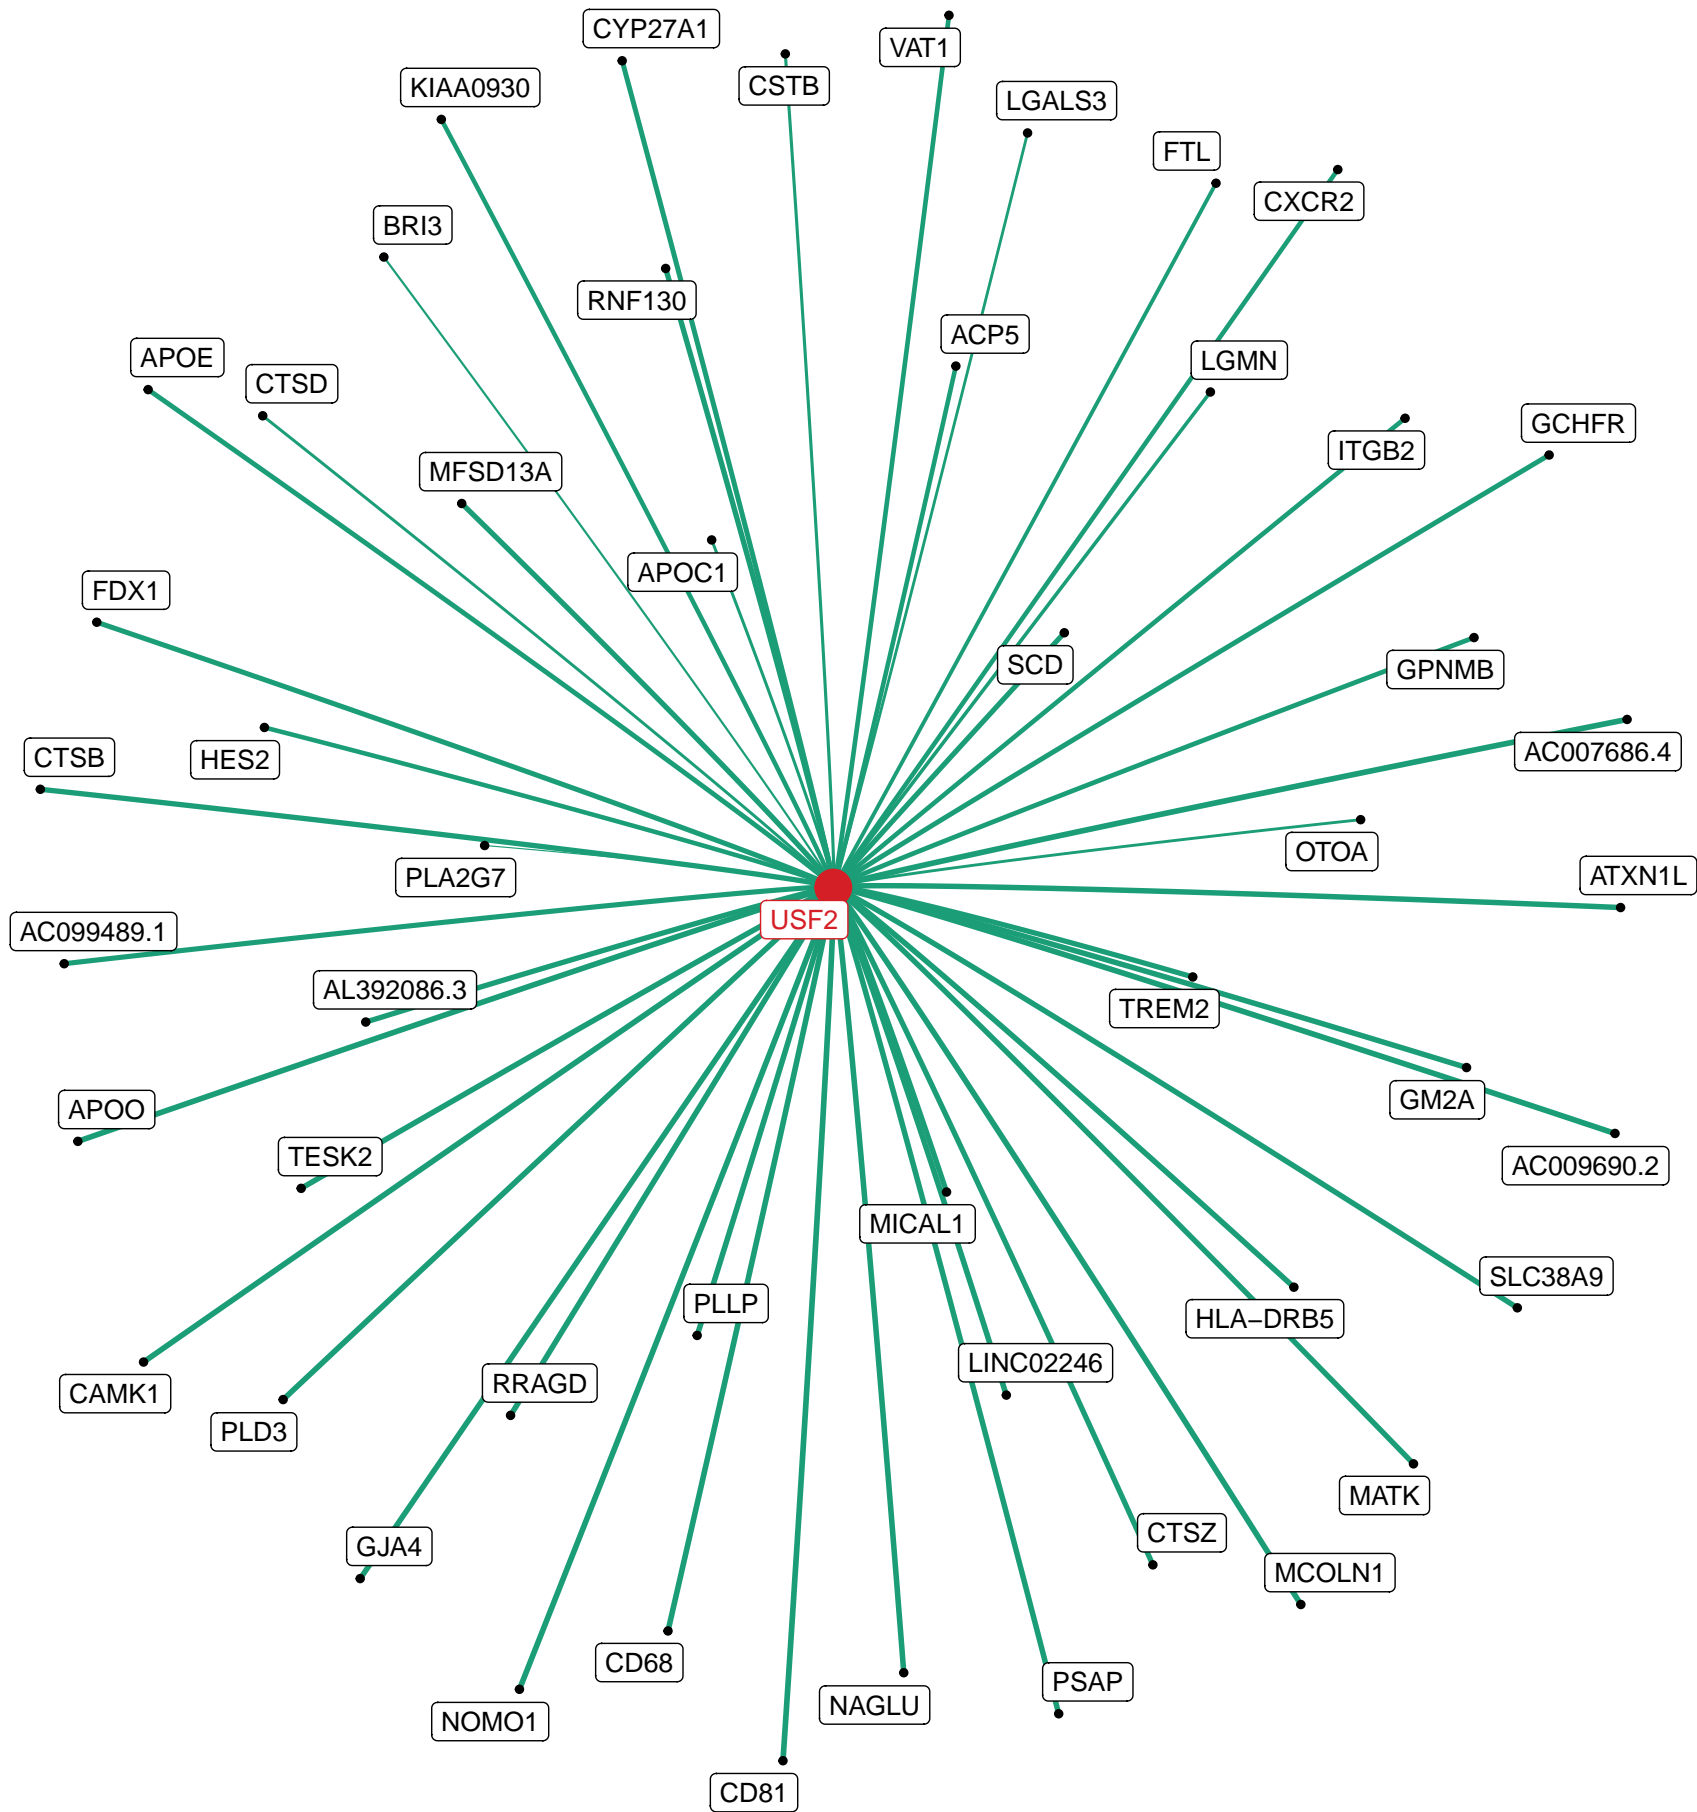 CYP27A1
VAT1
KIAA0930
CSTB
LGALS3
FTL
CXCR2
BRI3
RNF130
ACP5
APOE
LGMN
CTSD
GCHFR
ITGB2
MFSD13A
APOC1
FDX1
SCD
GPNMB
AC007686.4
CTSB
HES2
OTOA
PLA2G7
ATXN1L
USF2
AC099489.1
AL392086.3
TREM2
GM2A
APOO
TESK2
AC009690.2
MICAL1
SLC38A9
PLLP
HLA−DRB5
LINC02246
RRAGD
CAMK1
PLD3
MATK
CTSZ
GJA4
MCOLN1
CD68
PSAP
NAGLU
NOMO1
CD81